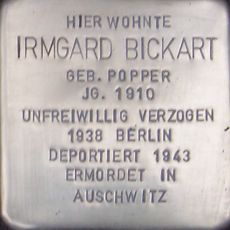 HIER WOHNTE
IRMGARD BICKART
GEB. POPPER
JG. 1910
UNFREIWILLIG VERZOGEN
1938 BERLIN
DEPORTIERT 1943
ERMORDET IN
AUSCHWITZ